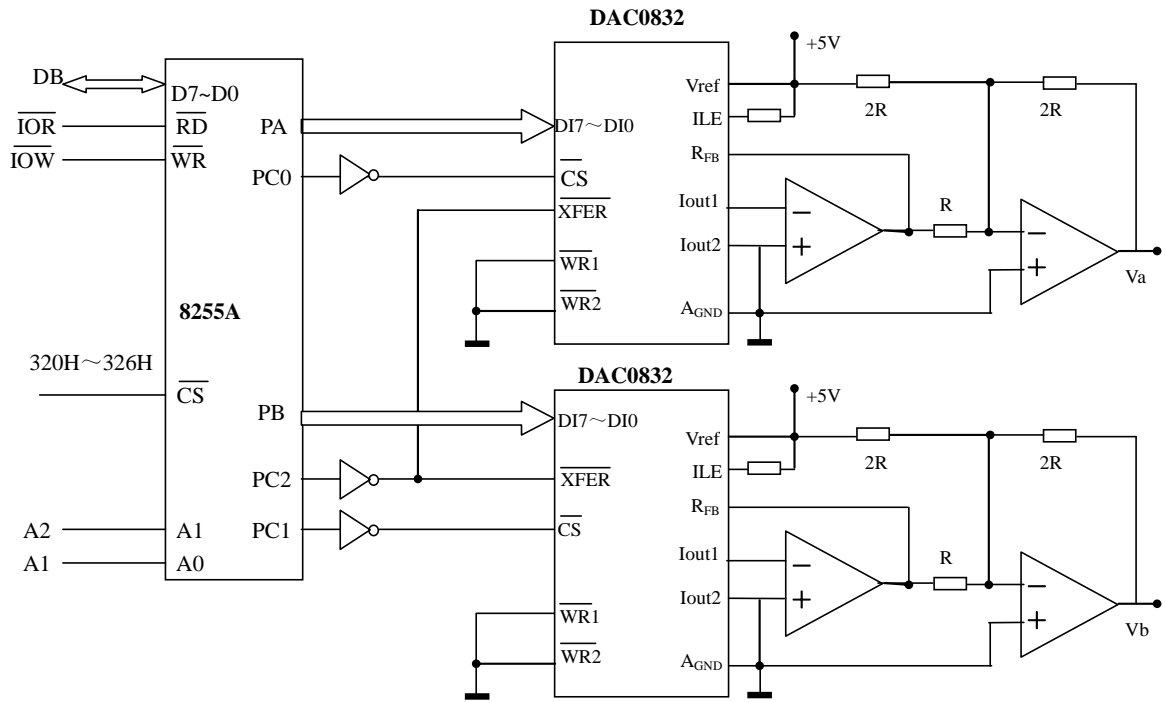 DAC0832
+5V
DB
D7~D0
Vref
2R
2R
ILE
IOR
RD
PA
DI7～DI0
IOW
WR
RFB
PC0
CS
XFER
Iout1
R
Iout2
WR1
Va
WR2
8255A
AGND
320H～326H
DAC0832
CS
+5V
PB
DI7～DI0
Vref
2R
2R
ILE
PC2
XFER
RFB
A2
A1
PC1
CS
Iout1
R
A1
A0
Iout2
WR1
Vb
WR2
AGND